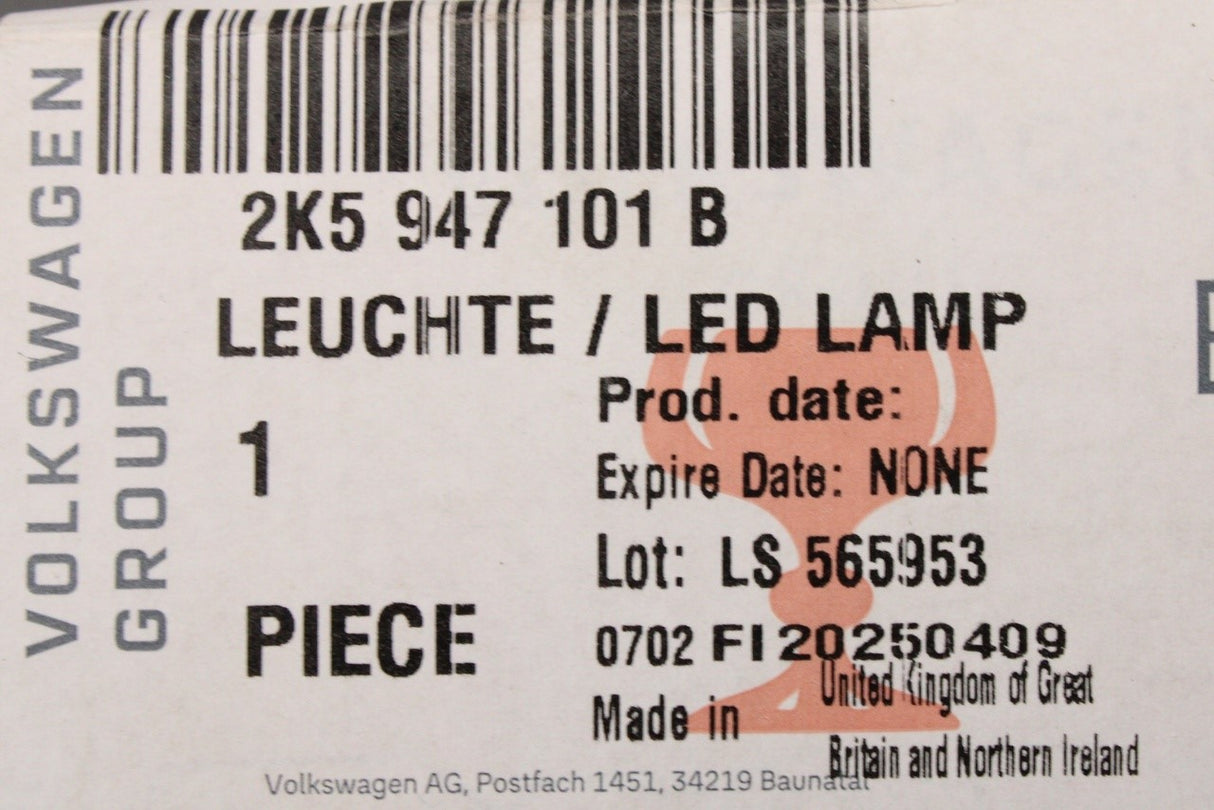 VOLKSWAGEN
GROUP
2K5 947 101 B
LEUCHTE / LED LAMP
1
Prod. date:
Expire Date: NONE
Lot: LS 565953
PIECE
0702 FI 20250409
Made in United Kingdom of Great
Britain and Northern Ireland
Volkswagen AG, Postfach 1451, 34219 Baunatal